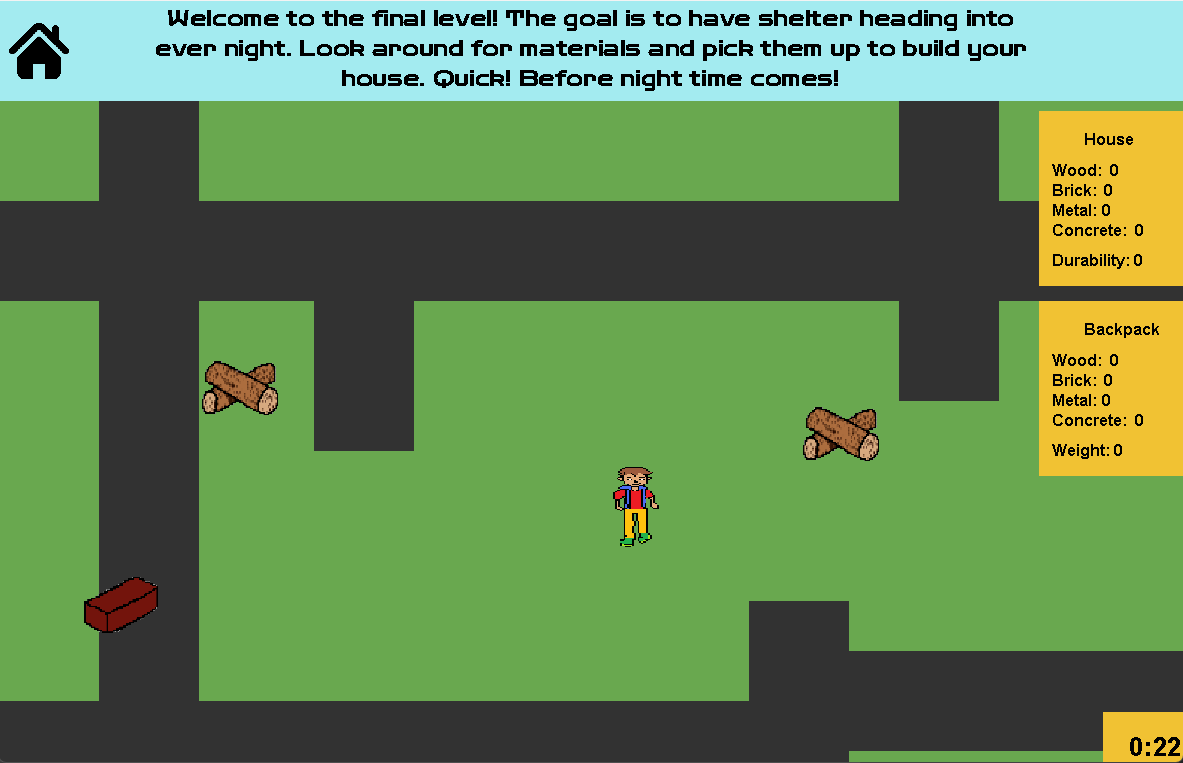 Welcome to the final level! The goal is to have shelter heading into
ever night. Look around for materials and pick them up to build your
house. Quick! Before night time comes!
House
Wood: 0
Brick: 0
Metal: 0
Concrete: 0
Durability: 0
Backpack
Wood: 0
Brick: 0
Metal: 0
Concrete: 0
Weight: 0
0:22